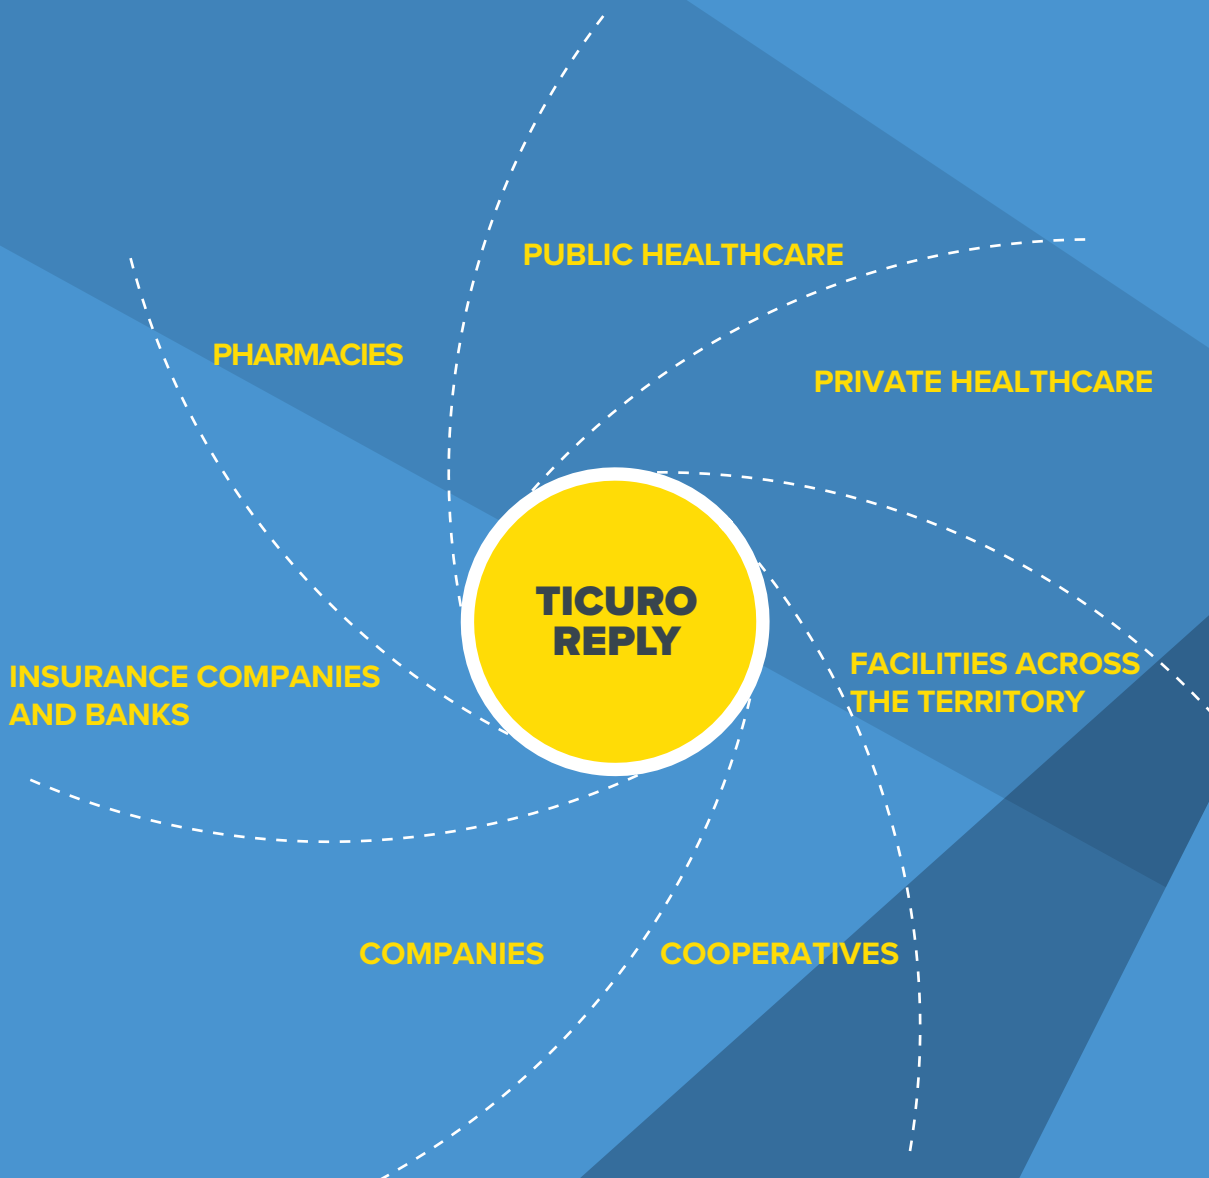 PUBLIC HEALTHCARE
PHARMACIES
PRIVATE HEALTHCARE
TICURO
REPLY
FACILITIES ACROSS
THE TERRITORY
INSURANCE COMPANIES
AND BANKS
COMPANIES
COOPERATIVES